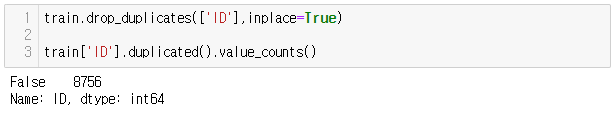 1 train.drop_duplicates(['ID'],inplace=True)
2
3 train['ID'].duplicated().value_counts()
False    8756
Name: ID, dtype: int64